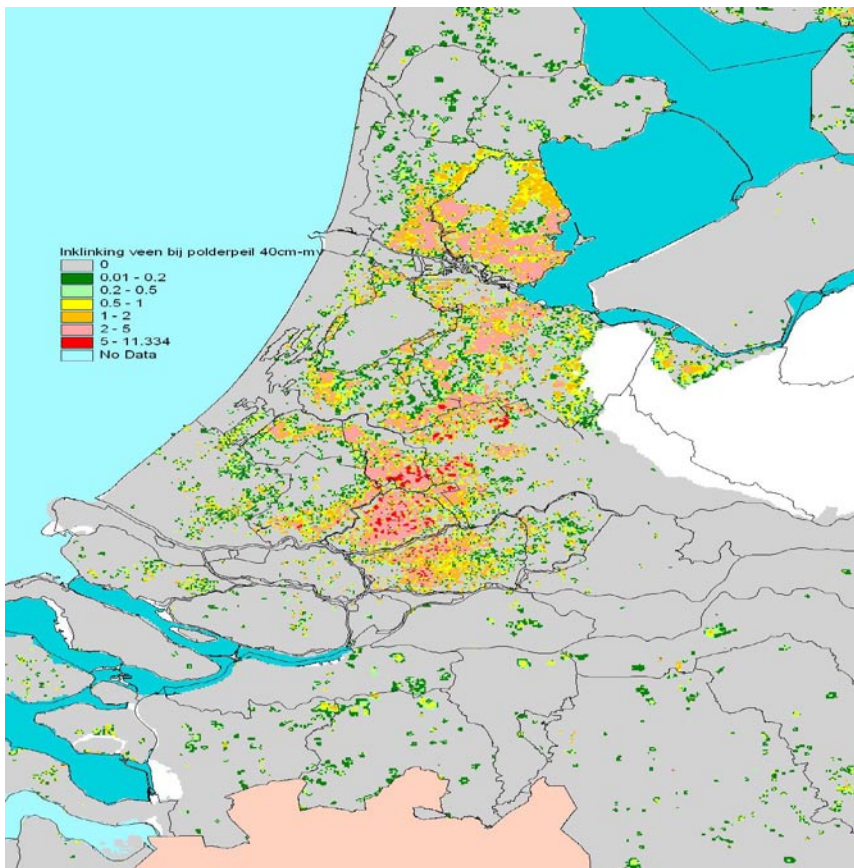 Inklinking veen bij polderpeil 40cm-mv
0
0.01 - 0.2
0.2 - 0.5
0.5 - 1
1 - 2
2 - 5
5 - 11.334
No Data